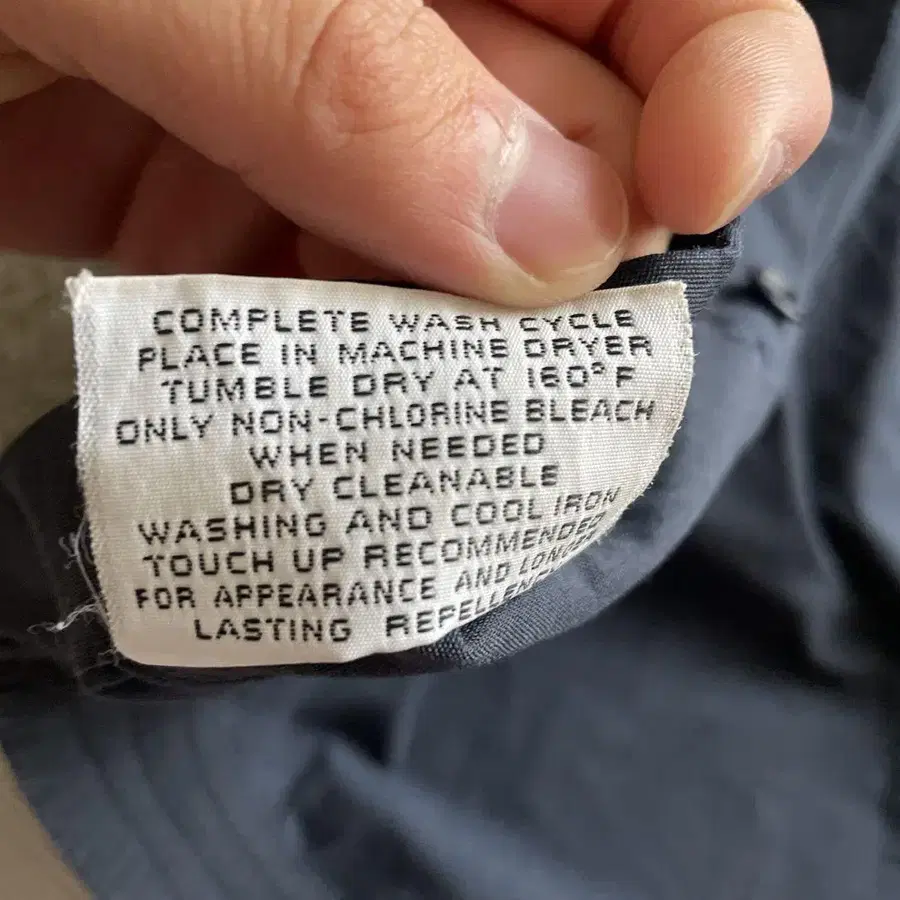 COMPLETE WASH CYCLE
PLACE IN MACHINE DRYER
TUMBLE DRY AT 160° F
ONLY NON-CHLORINE BLEACH
WHEN NEEDED
DRY CLEANABLE
WASHING AND COOL IRON
TOUCH UP RECOMMENDED
FOR APPEARANCE AND LONGER
LASTING